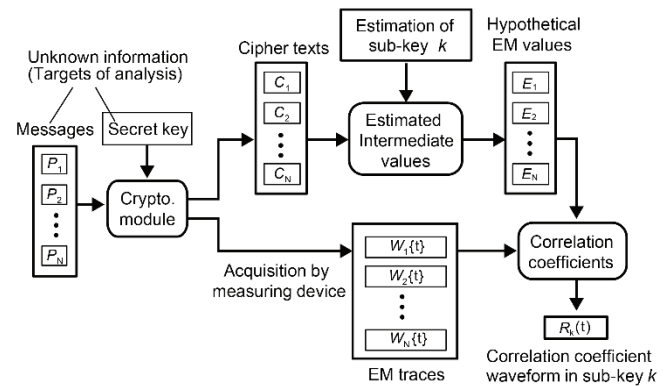 Unknown information
(Targets of analysis)
Messages
Secret key
P1
P2
PN
Crypto.
module
Cipher texts
C1
C2
CN
Estimation of
sub-key k
Estimated
Intermediate
values
Hypothetical
EM values
E1
E2
EN
Acquisition by
measuring device
W1{t}
W2{t}
WN{t}
EM traces
Correlation
coefficients
Rk(t)
Correlation coefficient
waveform in sub-key k